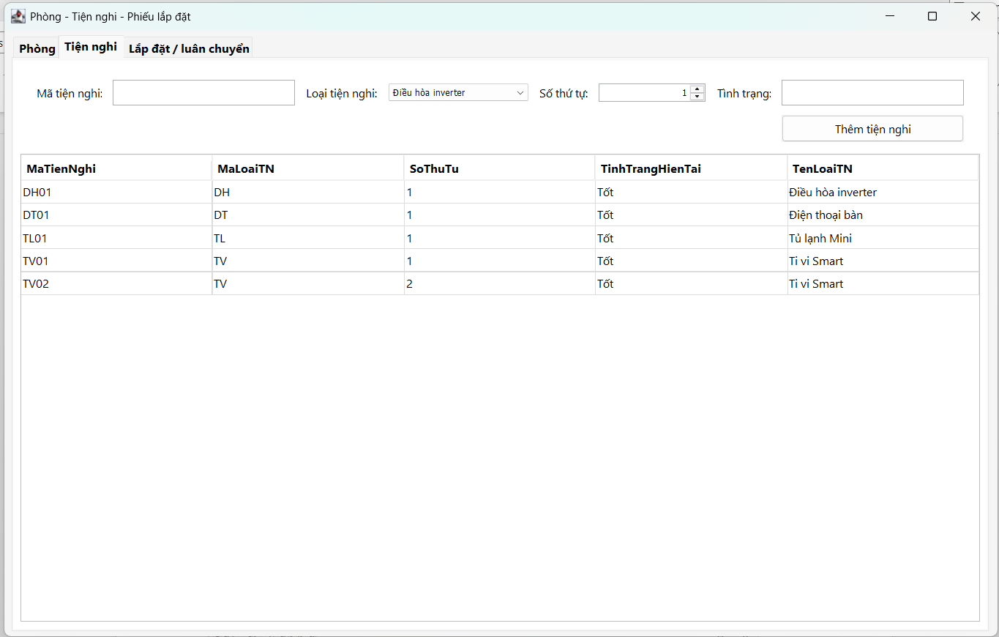 Phòng - Tiện nghi - Phiếu lắp đặt
Phòng Tiện nghi Lắp đặt / luân chuyển
Mã tiện nghi: Loại tiện nghi: Điều hòa inverter Số thứ tự: 1 Tình trạng:
Thêm tiện nghi
MaTienNghi MaLoaiTN SoThuTu TinhTrangHienTai TenLoaiTN
DH01 DH 1 Tốt Điều hòa inverter
DT01 DT 1 Tốt Điện thoại bàn
TL01 TL 1 Tốt Tủ lạnh Mini
TV01 TV 1 Tốt Ti vi Smart
TV02 TV 2 Tốt Ti vi Smart